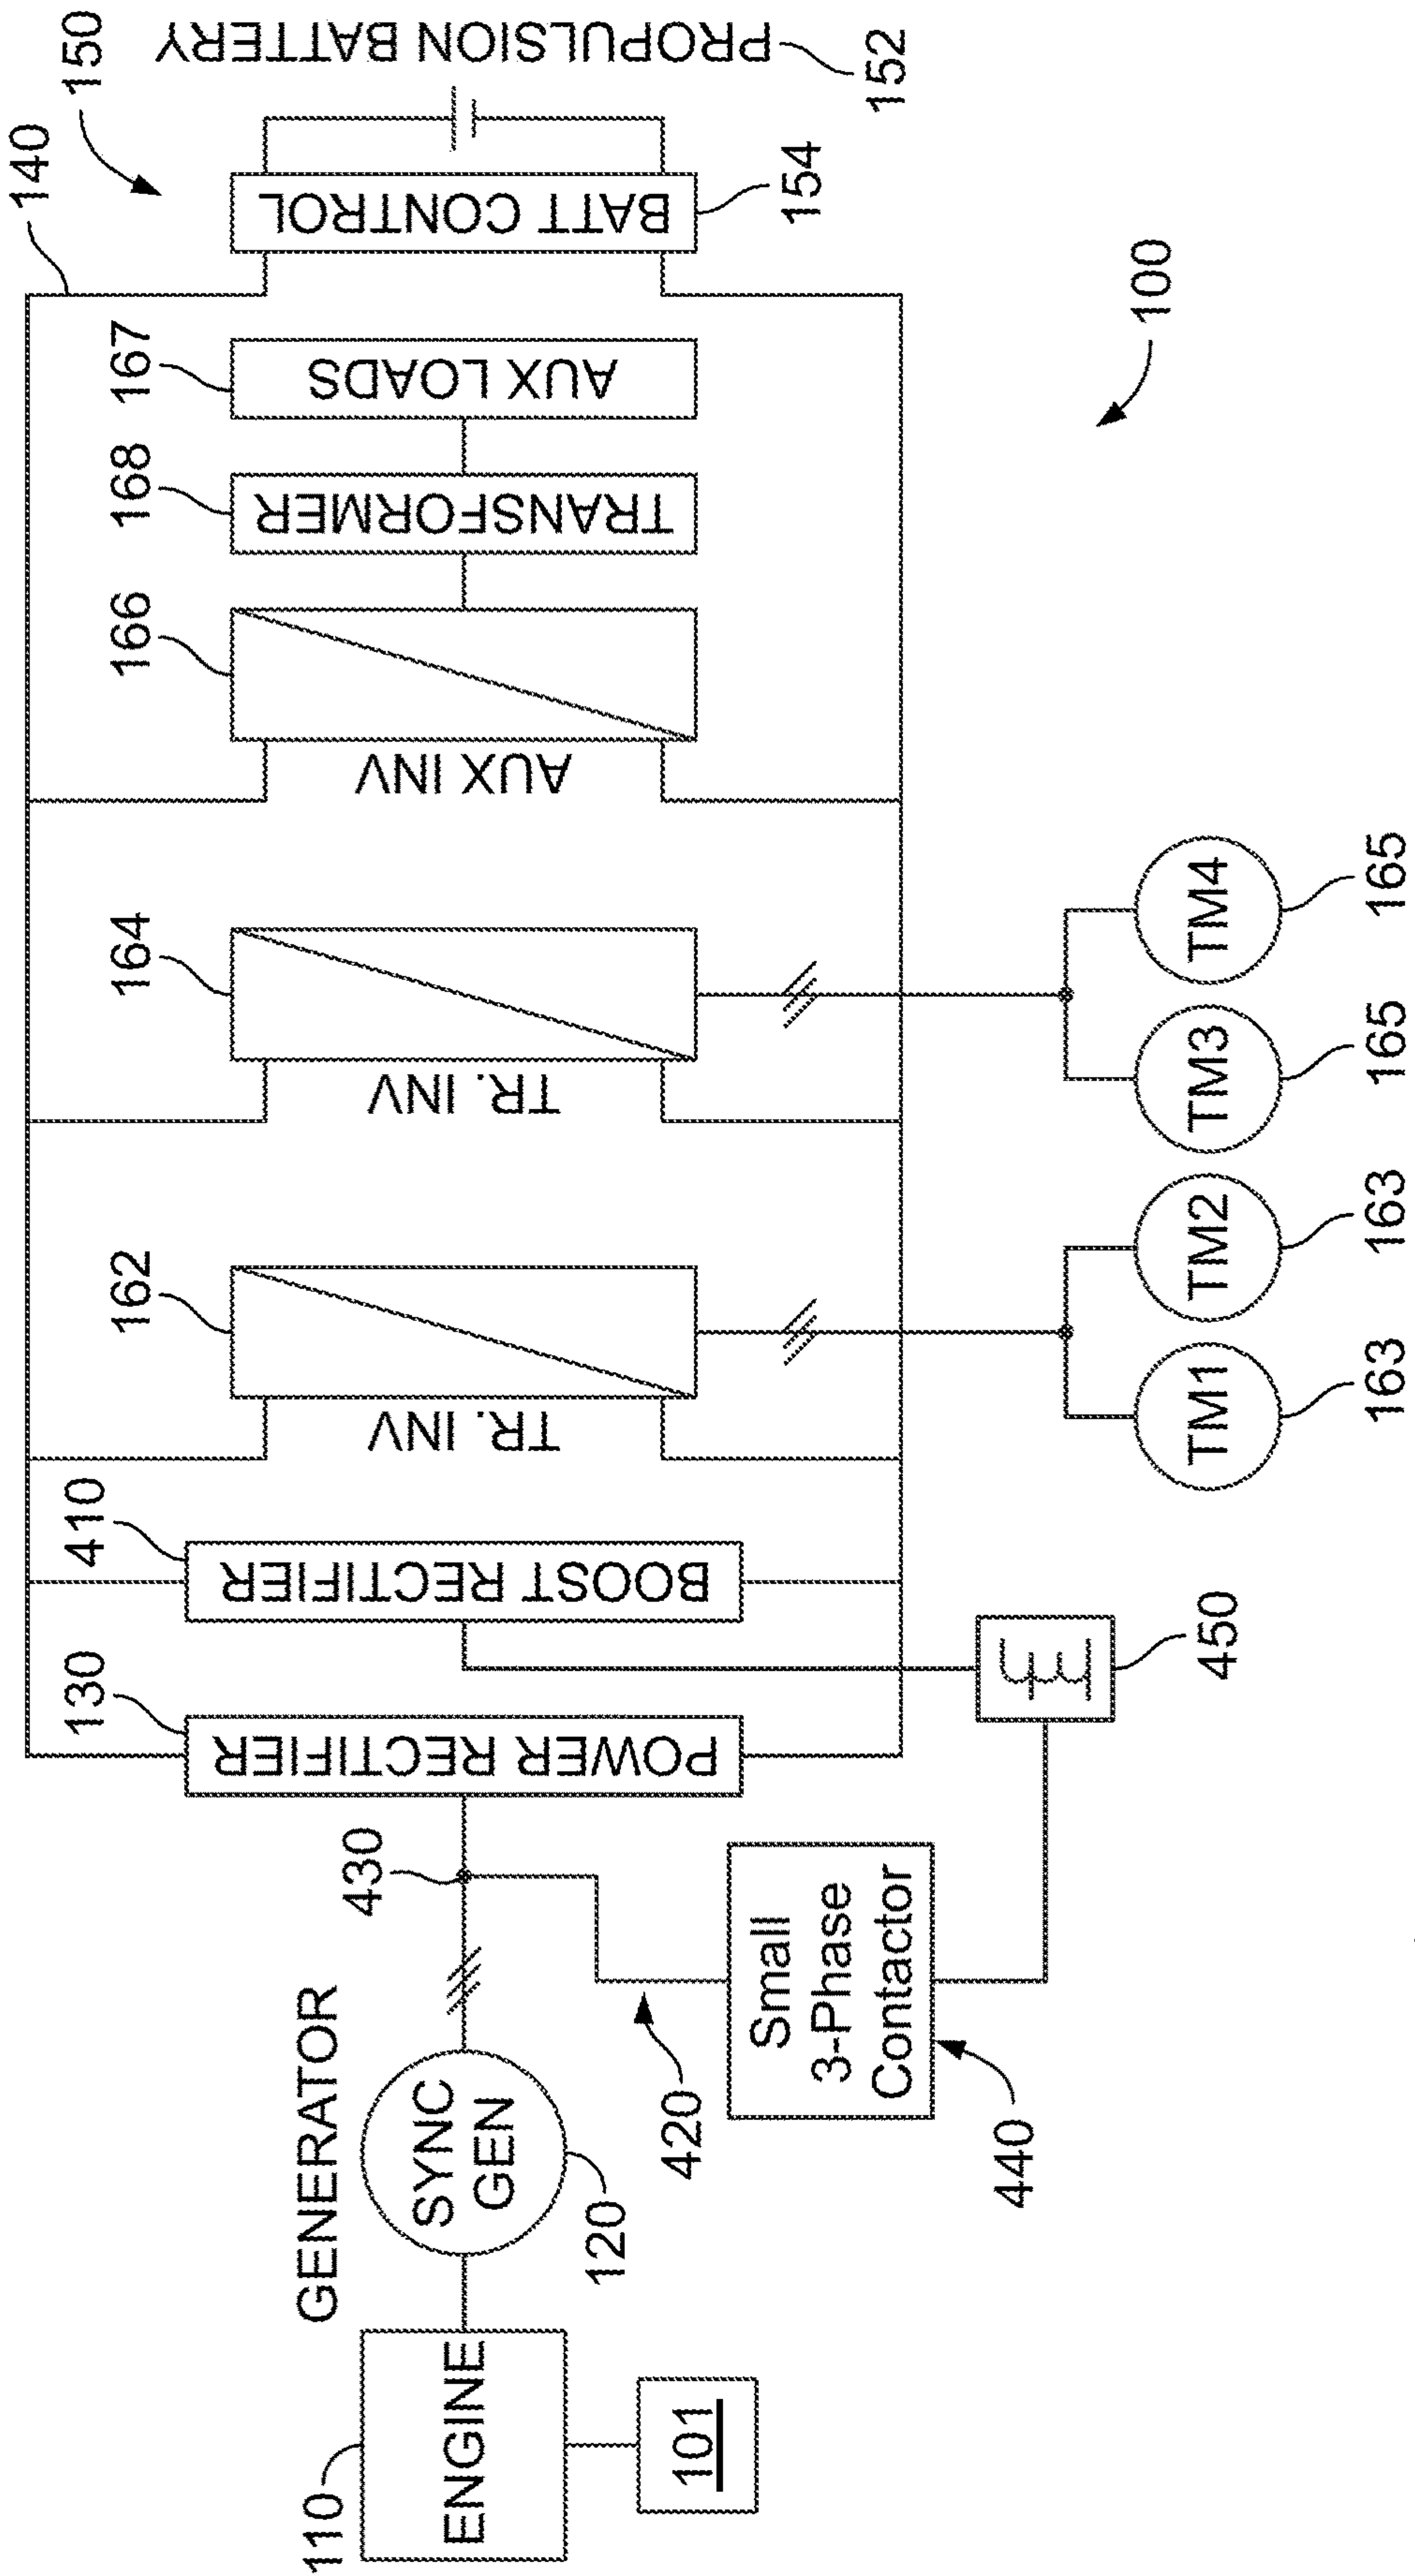 140
150
PROPULSION BATTERY
152
BATT CONTROL
154
100
167
AUX LOADS
168
TRANSFORMER
166
AUX INV
164
TR. INV
TM4
165
TM3
165
162
TR. INV
TM2
163
TM1
163
410
BOOST RECTIFIER
450
130
POWER RECTIFIER
430
Small
3-Phase
Contactor
420
440
GENERATOR
SYNC
GEN
120
110
ENGINE
101